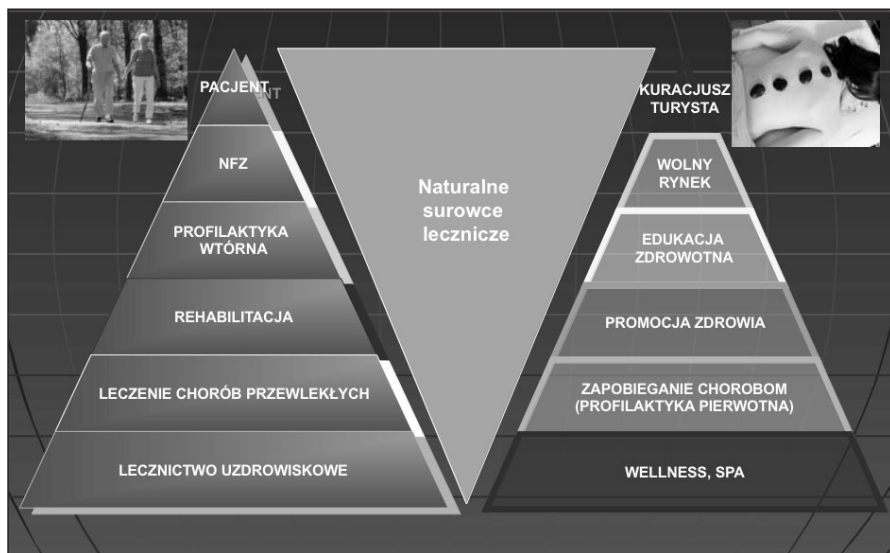 PACJENT
NFZ
PROFILAKTYKA
WTÓRNA
REHABILITACJA
LECZENIE CHORÓB PRZEWLEKŁYCH
LECZNICTWO UZDROWISKOWE
Naturalne
surowce
lecznicze
KURACJUSZ
TURYSTA
WOLNY
RYNEK
EDUKACJA
ZDROWOTNA
PROMOCJA ZDROWIA
ZAPOBIEGANIE CHOROBOM
(PROFILAKTYKA PIERWOTNA)
WELLNESS, SPA